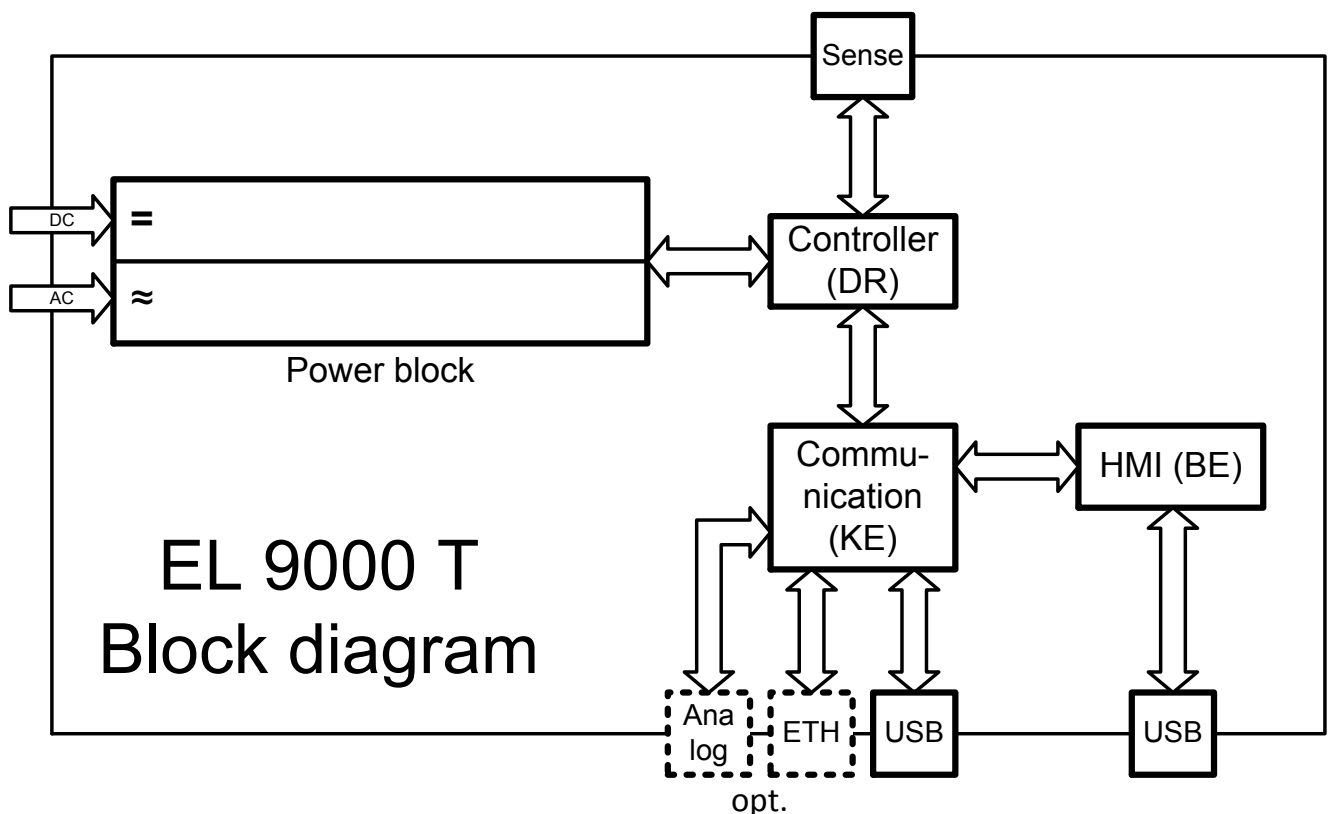 Sense
DC
=
Controller
(DR)
AC
≈
Power block
Commu-
nication
(KE)
HMI (BE)
EL 9000 T
Block diagram
Ana
log
ETH
USB
USB
opt.